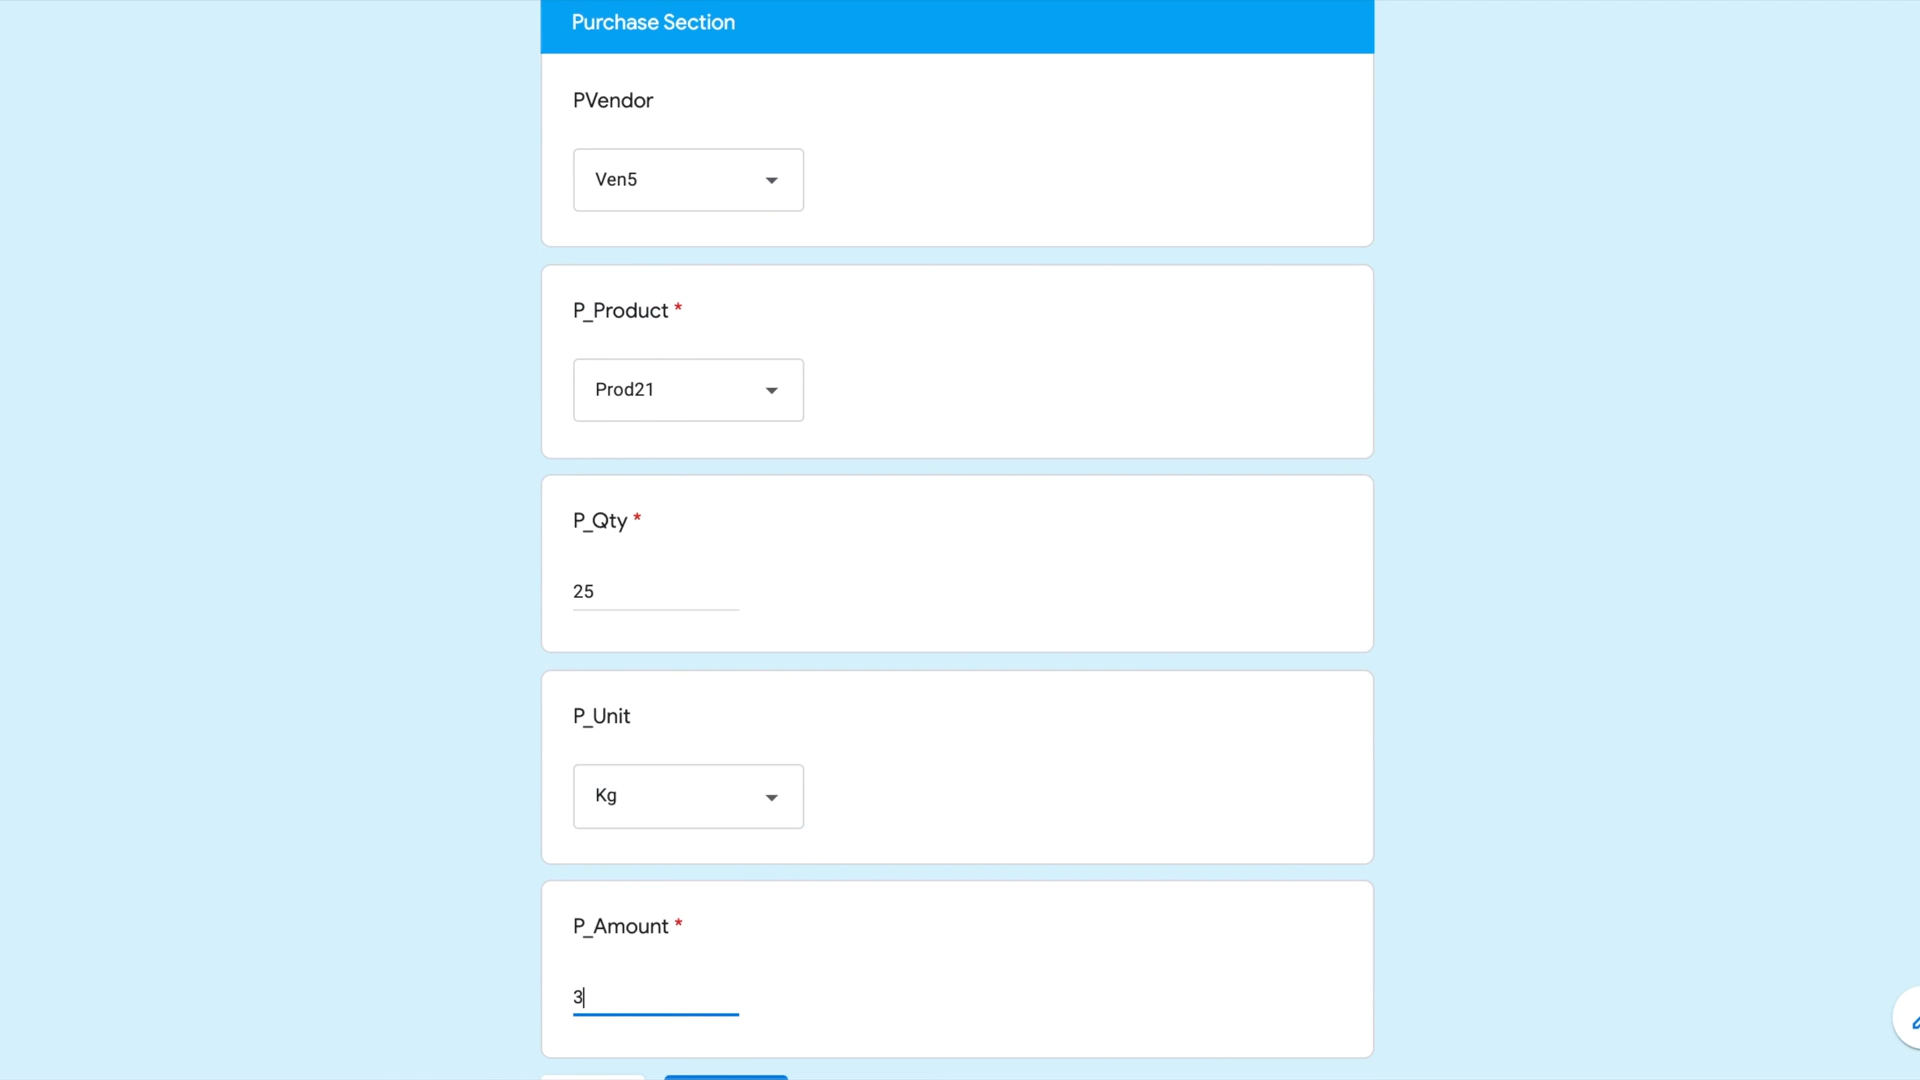 Purchase Section
PVendor
Ven5
P_Product *
Prod21
P_Qty *
25
P_Unit
Kg
P_Amount *
3